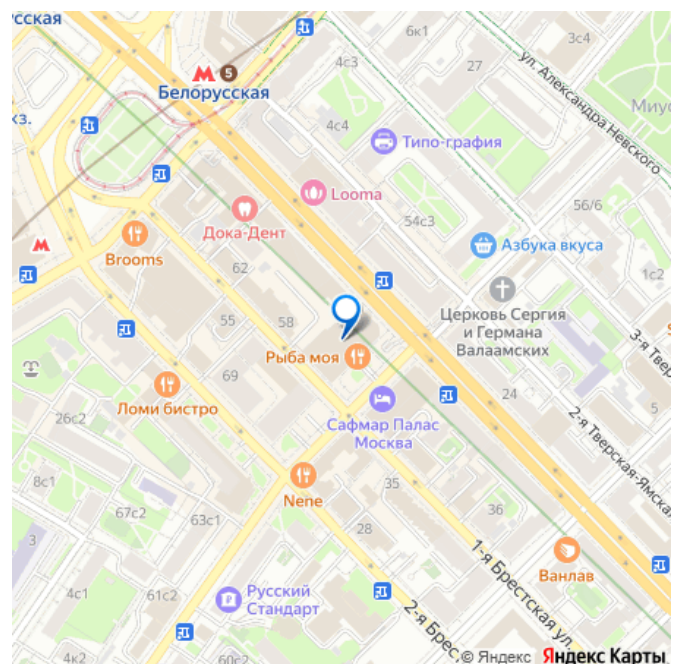 сская
6к1
3с4
4с3
27
ул. Александра Невского
5
Белорусская
Миус
хз.
4с4
Типо-графия
Looma
56/6
54с3
Дока-Дент
Азбука вкуса
Brooms
62
1с2
Церковь Сергия
и Германа
Валаамских
58
55
3-я Твер
Рыба моя
69
24
Ломи бистро
Сафмар Палас
Москва
5
26с2
2-я Тверская-Ямская
8с1
35
Nene
67с2
36
63с1
28
3
1-я Брестская ул.
Ванлав
4с1
61с2
Русский
Стандарт
2-я Брес
4к2
60с2
© Яндекс Яндекс Карты